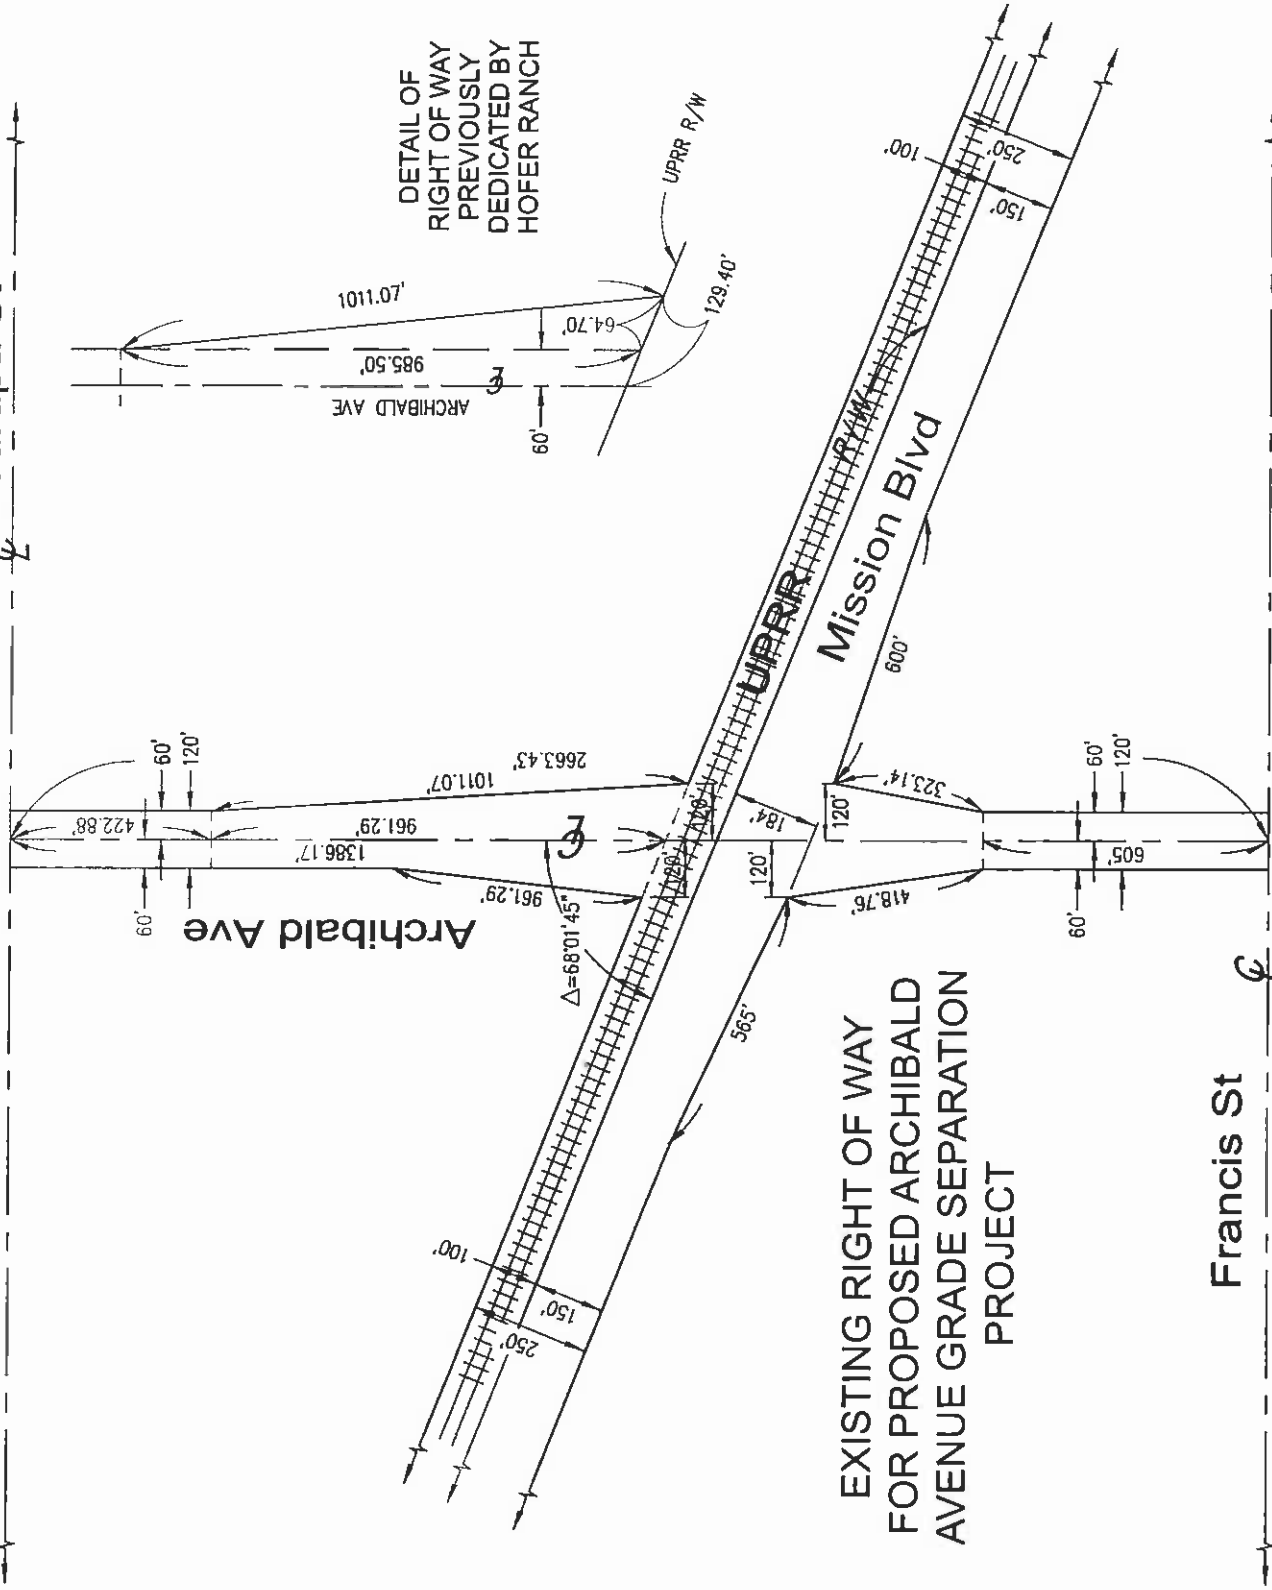 DETAIL OF
RIGHT OF WAY
PREVIOUSLY
DEDICATED BY
HOFER RANCH
UPRR R/W
1011.07'
64.70'
985.50'
129.40'
ARCHIBALD AVE
60'
100'
250'
150'
R/W
UPRR
Mission Blvd
600'
60'
120'
422.88'
2663.43'
1011.07'
961.29'
1386.17'
961.29'
60'
Archibald Ave
Δ=68°01'45"
120'
120'
184'
120'
120'
323.14'
418.76'
60'
120'
605'
60'
565'
100'
150'
250'
EXISTING RIGHT OF WAY
FOR PROPOSED ARCHIBALD
AVENUE GRADE SEPARATION
PROJECT
Francis St